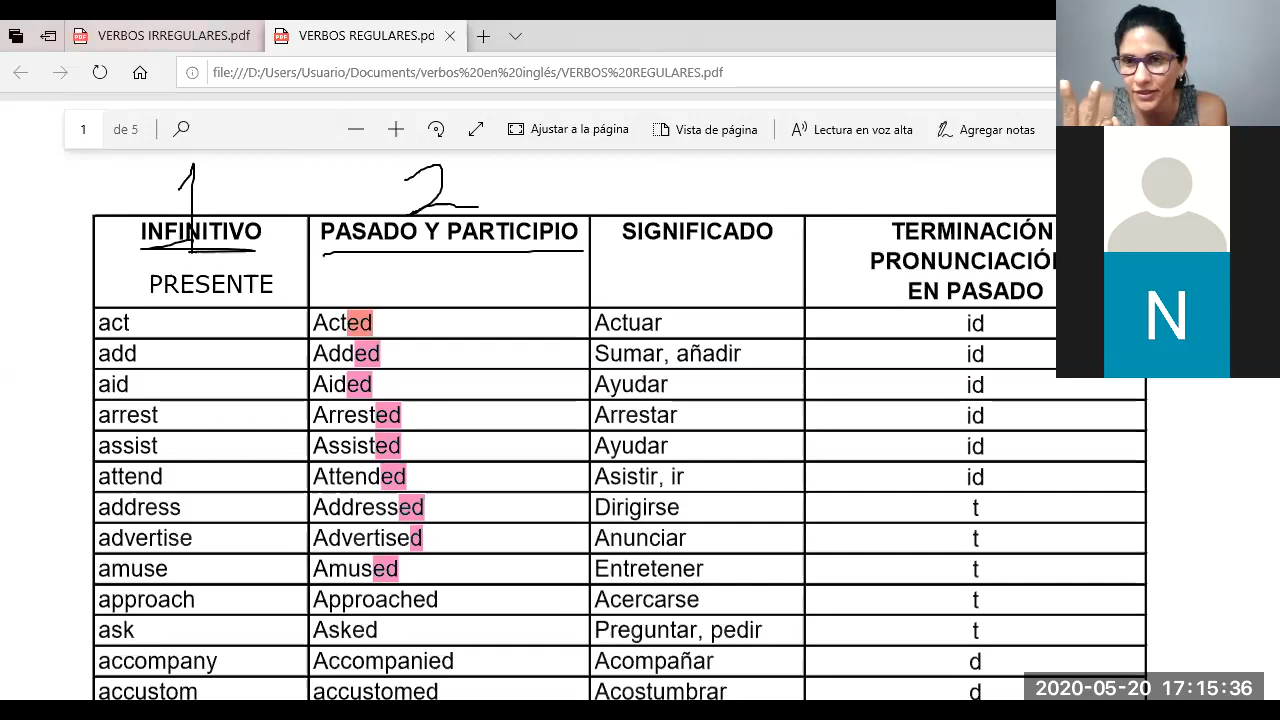 VERBOS IRREGULARES.pdf VERBOS REGULARES.pd
file:///D:/Users/Usuario/Documents/verbos%20en%20inglés/VERBOS%20REGULARES.pdf
1 de 5 Ajustar a la página Vista de página Lectura en voz alta Agregar notas
1 2
INFINITIVO PASADO Y PARTICIPIO SIGNIFICADO TERMINACIÓN
PRONUNCIACIÓN
PRESENTE EN PASADO
act Acted Actuar id
add Added Sumar, añadir id
aid Aided Ayudar id
arrest Arrested Arrestar id
assist Assisted Ayudar id
attend Attended Asistir, ir id
address Addressed Dirigirse t
advertise Advertised Anunciar t
amuse Amused Entretener t
approach Approached Acercarse t
ask Asked Preguntar, pedir t
accompany Accompanied Acompañar d
accustom accustomed Acostumbrar d
N
2020-05-20 17:15:36